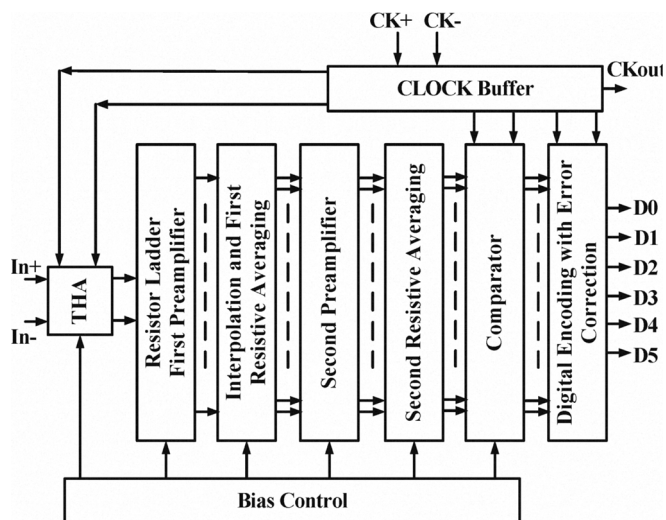 CK+ CK-
CLOCK Buffer
CKout
In+
In-
THA
Resistor Ladder
First Preamplifier
Interpolation and First
Resistive Averaging
Second Preamplifier
Second Resistive Averaging
Comparator
Digital Encoding with Error
Correction
D0
D1
D2
D3
D4
D5
Bias Control